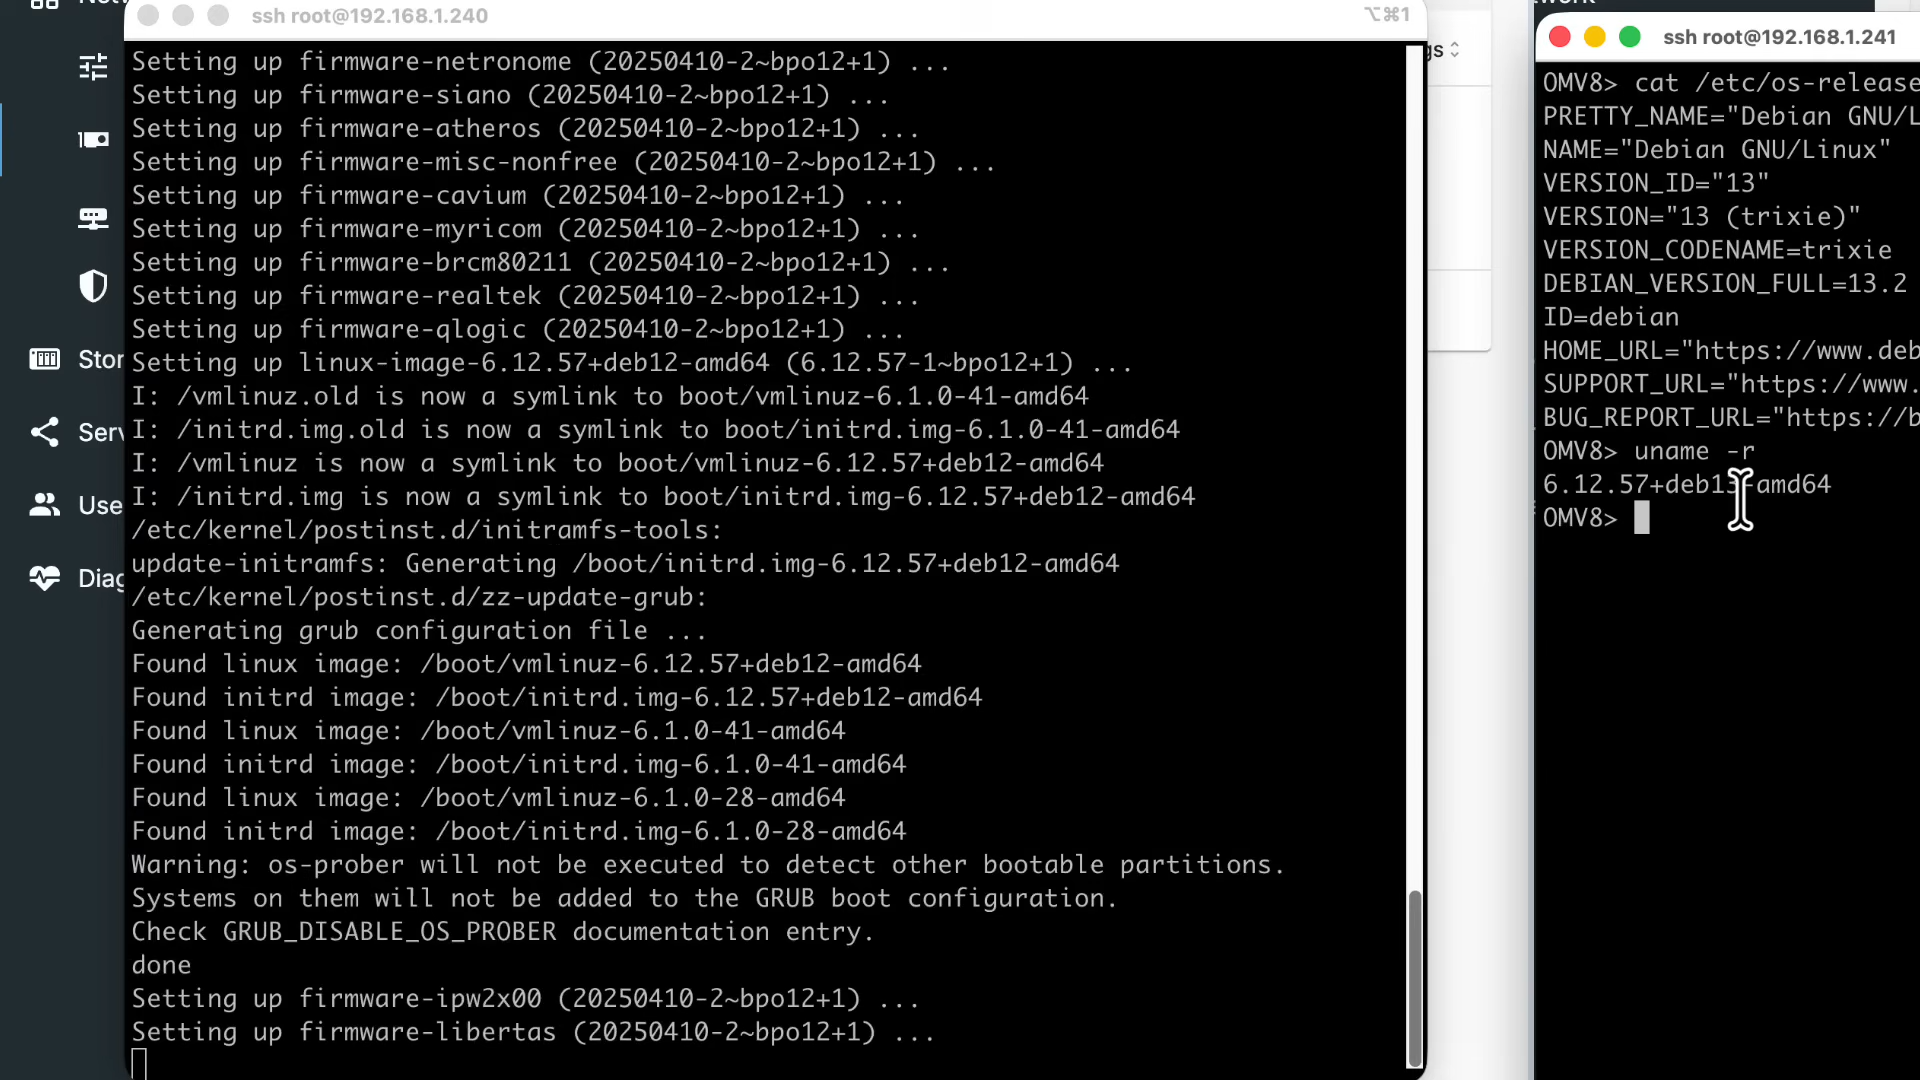 ssh root@192.168.1.240
⌥⌘1
Setting up firmware-netronome (20250410-2~bpo12+1) ...
Setting up firmware-siano (20250410-2~bpo12+1) ...
Setting up firmware-atheros (20250410-2~bpo12+1) ...
Setting up firmware-misc-nonfree (20250410-2~bpo12+1) ...
Setting up firmware-cavium (20250410-2~bpo12+1) ...
Setting up firmware-myricom (20250410-2~bpo12+1) ...
Setting up firmware-brcm80211 (20250410-2~bpo12+1) ...
Setting up firmware-realtek (20250410-2~bpo12+1) ...
Setting up firmware-qlogic (20250410-2~bpo12+1) ...
Setting up linux-image-6.12.57+deb12-amd64 (6.12.57-1~bpo12+1) ...
I: /vmlinuz.old is now a symlink to boot/vmlinuz-6.1.0-41-amd64
I: /initrd.img.old is now a symlink to boot/initrd.img-6.1.0-41-amd64
I: /vmlinuz is now a symlink to boot/vmlinuz-6.12.57+deb12-amd64
I: /initrd.img is now a symlink to boot/initrd.img-6.12.57+deb12-amd64
/etc/kernel/postinst.d/initramfs-tools:
update-initramfs: Generating /boot/initrd.img-6.12.57+deb12-amd64
/etc/kernel/postinst.d/zz-update-grub:
Generating grub configuration file ...
Found linux image: /boot/vmlinuz-6.12.57+deb12-amd64
Found initrd image: /boot/initrd.img-6.12.57+deb12-amd64
Found linux image: /boot/vmlinuz-6.1.0-41-amd64
Found initrd image: /boot/initrd.img-6.1.0-41-amd64
Found linux image: /boot/vmlinuz-6.1.0-28-amd64
Found initrd image: /boot/initrd.img-6.1.0-28-amd64
Warning: os-prober will not be executed to detect other bootable partitions.
Systems on them will not be added to the GRUB boot configuration.
Check GRUB_DISABLE_OS_PROBER documentation entry.
done
Setting up firmware-ipw2x00 (20250410-2~bpo12+1) ...
Setting up firmware-libertas (20250410-2~bpo12+1) ...
Stor
Serv
Use
Diag
gs
ssh root@192.168.1.241
OMV8> cat /etc/os-release
PRETTY_NAME="Debian GNU/L
NAME="Debian GNU/Linux"
VERSION_ID="13"
VERSION="13 (trixie)"
VERSION_CODENAME=trixie
DEBIAN_VERSION_FULL=13.2
ID=debian
HOME_URL="https://www.deb
SUPPORT_URL="https://www.
BUG_REPORT_URL="https://b
OMV8> uname -r
6.12.57+deb13-amd64
OMV8>